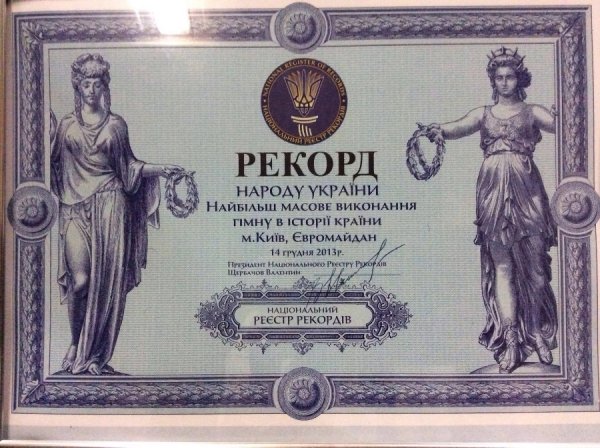 NATIONAL REGISTER OF RECORDS
НАЦІОНАЛЬНИЙ РЕЄСТР РЕКОРДІВ
РЕКОРД
НАРОДУ УКРАЇНИ
НАЙБІЛЬШ МАСОВЕ ВИКОНАННЯ
ГІМНУ В ІСТОРІЇ КРАЇНИ
М.КИЇВ, ЄВРОМАЙДАН
14 ГРУДНЯ 2013Р.
ПРЕЗИДЕНТ НАЦІОНАЛЬНОГО РЕЄСТРУ РЕКОРДІВ
ЩЕРБАЧОВ ВАЛЕНТИН
НАЦІОНАЛЬНИЙ
РЕЄСТР РЕКОРДІВ